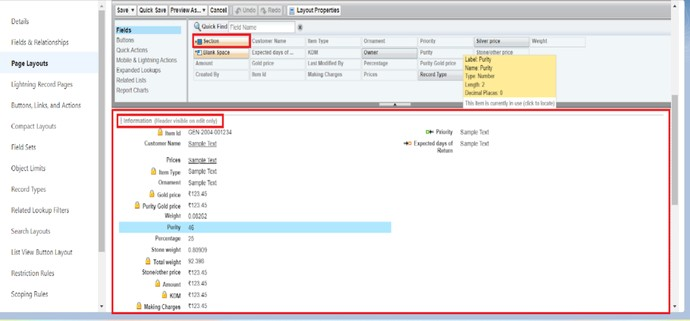 Details
Fields & Relationships
Page Layouts
Lightning Record Pages
Buttons, Links, and Actions
Compact Layouts
Field Sets
Object Limits
Record Types
Related Lookup Filters
Search Layouts
List View Button Layout
Restriction Rules
Scoping Rules
Save Quick Save Preview As... Cancel Undo Redo Layout Properties
Fields
Buttons
Quick Actions
Mobile & Lightning Actions
Expanded Lookups
Related Lists
Report Charts
Quick Find Field Name
Section Customer Name Item Type Ornament Priority Silver price Weight
Blank Space Expected days of ... KDM Owner Purity Stone/other price
Amount Gold price Last Modified By Percentage Purity Gold price
Created By Item Id Making Charges Prices Record Type
Label: Purity
Name: Purity
Type: Number
Length: 2
Decimal Places: 0
This item is currently in use (click to locate)
Information (Header visible on edit only)
Item Id GEN-2004-001234
Customer Name Sample Text
Prices Sample Text
Item Type Sample Text
Ornament Sample Text
Gold price ₹123.45
Purity Gold price ₹123.45
Weight 0.00202
Purity 46
Percentage 25
Stone weight 0.80909
Total weight 92.390
Stone/other price ₹123.45
Amount ₹123.45
KDM ₹123.45
Making Charges ₹123.45
Priority Sample Text
Expected days of Return Sample Text